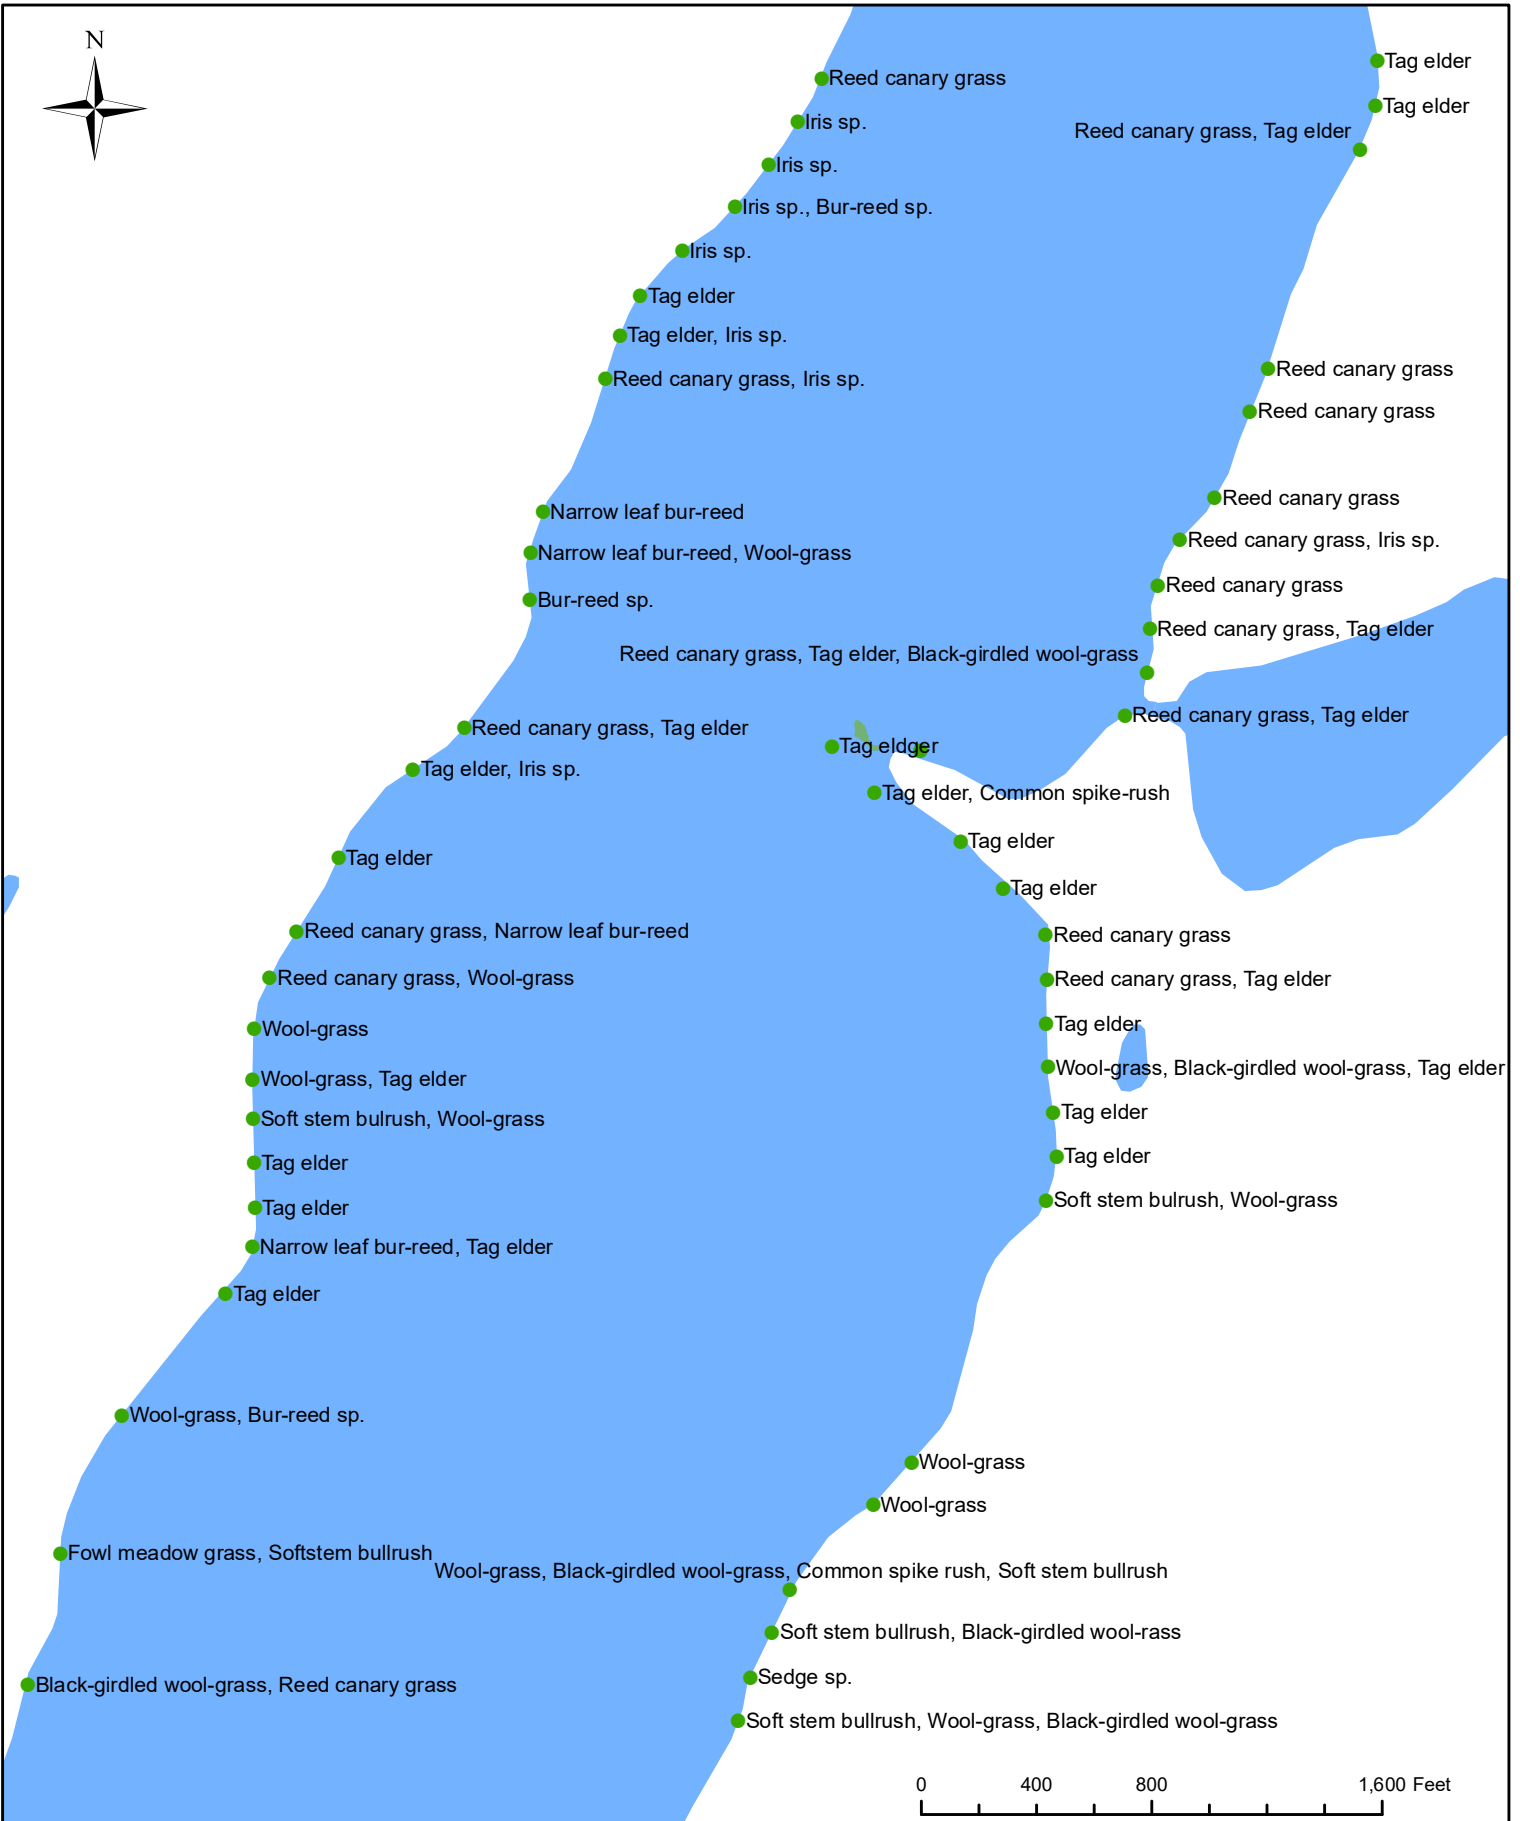 N
Tag elder
Reed canary grass
Tag elder
Iris sp.
Reed canary grass, Tag elder
Iris sp.
Iris sp., Bur-reed sp.
Iris sp.
Tag elder
Tag elder, Iris sp.
Reed canary grass
Reed canary grass, Iris sp.
Reed canary grass
Reed canary grass
Narrow leaf bur-reed
Reed canary grass, Iris sp.
Narrow leaf bur-reed, Wool-grass
Reed canary grass
Bur-reed sp.
Reed canary grass, Tag elder
Reed canary grass, Tag elder, Black-girdled wool-grass
Reed canary grass, Tag elder
Reed canary grass, Tag elder
Tag eldger
Tag elder, Iris sp.
Tag elder, Common spike-rush
Tag elder
Tag elder
Tag elder
Reed canary grass, Narrow leaf bur-reed
Reed canary grass
Reed canary grass, Wool-grass
Reed canary grass, Tag elder
Wool-grass
Tag elder
Wool-grass, Black-girdled wool-grass, Tag elder
Wool-grass, Tag elder
Tag elder
Soft stem bulrush, Wool-grass
Tag elder
Tag elder
Soft stem bulrush, Wool-grass
Tag elder
Narrow leaf bur-reed, Tag elder
Tag elder
Wool-grass, Bur-reed sp.
Wool-grass
Wool-grass
Fowl meadow grass, Softstem bullrush
Wool-grass, Black-girdled wool-grass, Common spike rush, Soft stem bullrush
Soft stem bullrush, Black-girdled wool-rass
Sedge sp.
Black-girdled wool-grass, Reed canary grass
Soft stem bullrush, Wool-grass, Black-girdled wool-grass
0 400 800 1,600 Feet